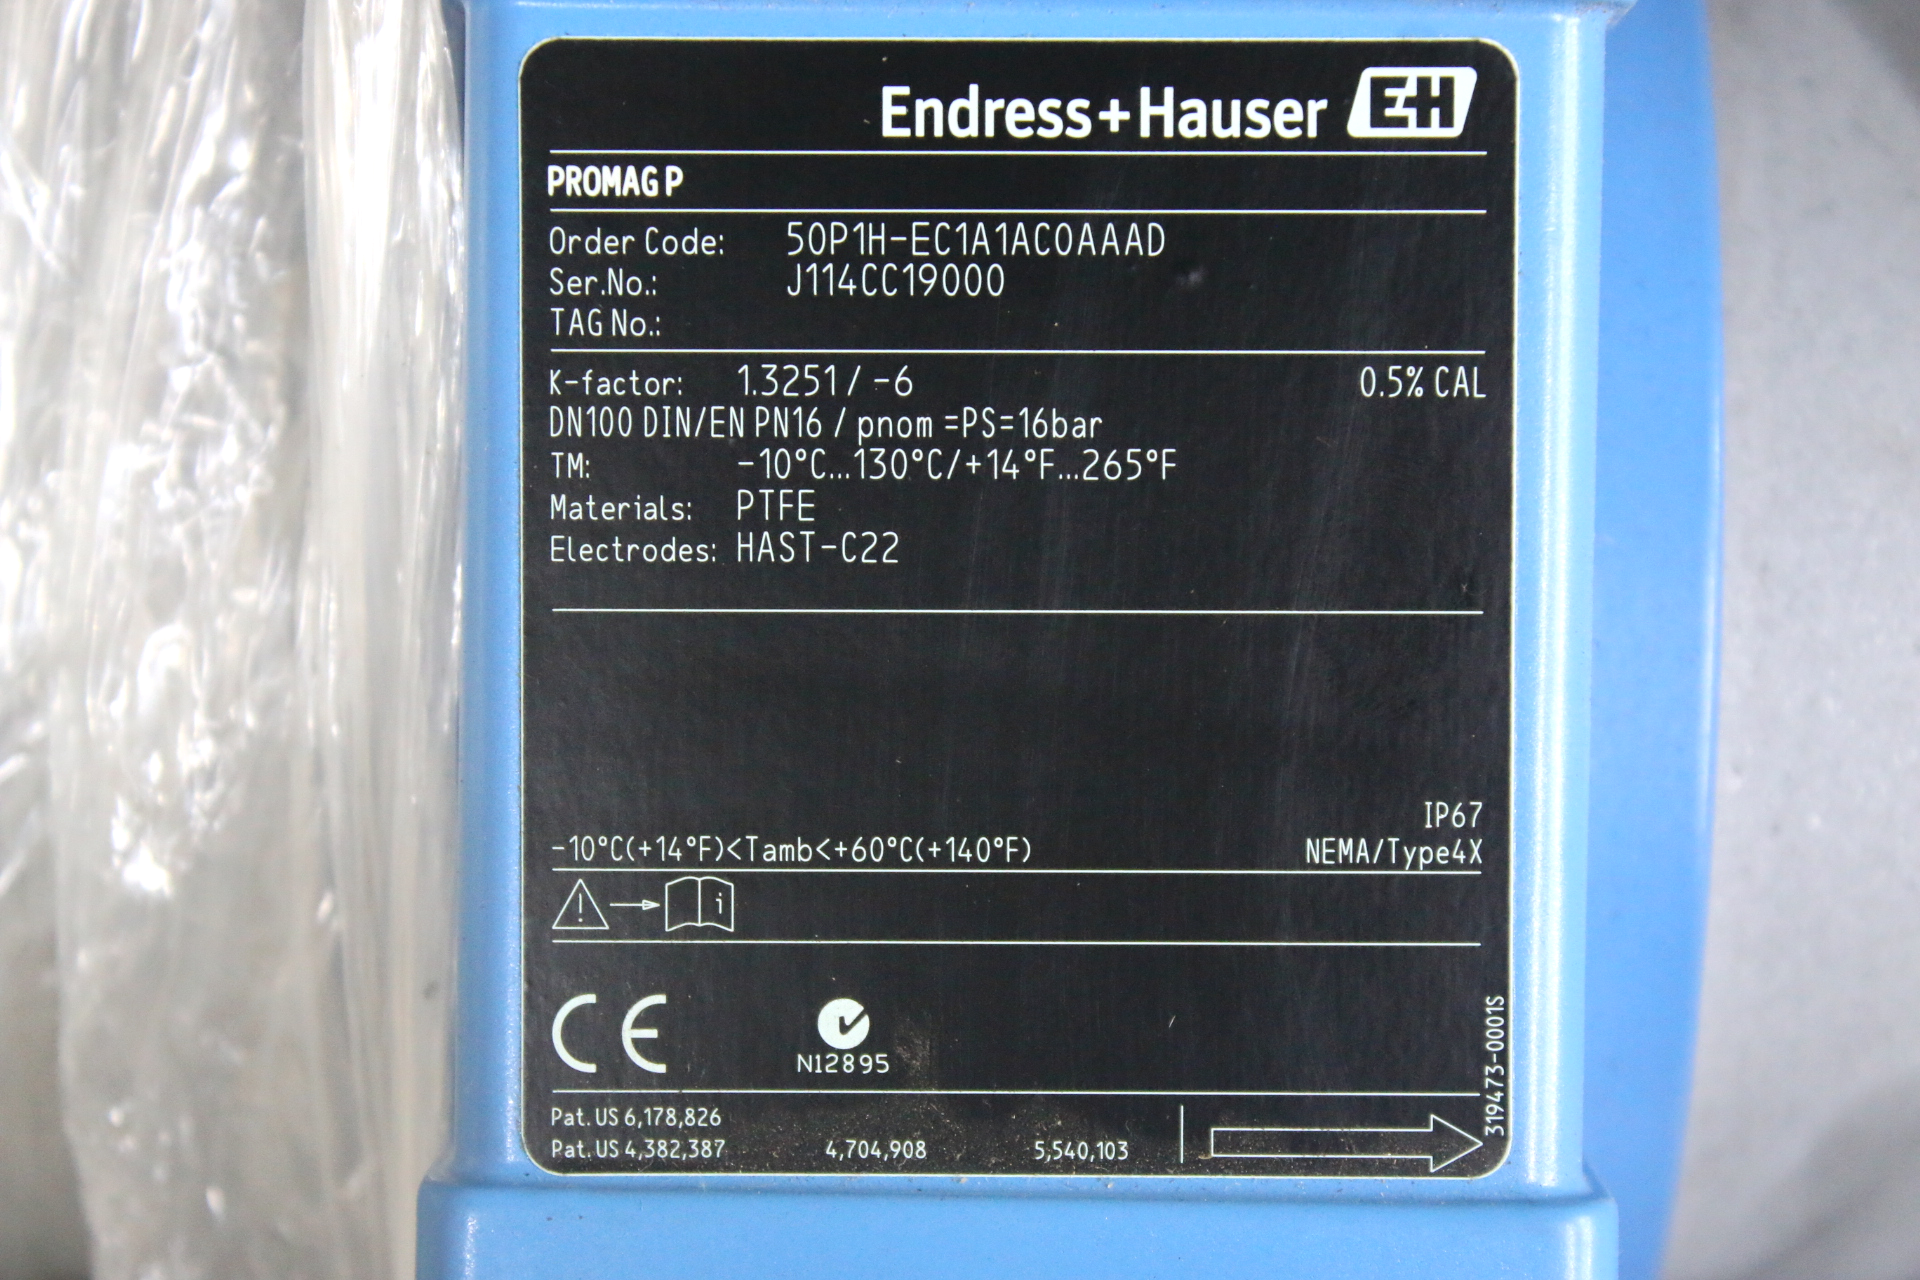 Endress+Hauser EH
PROMAG P
Order Code: 50P1H-EC1A1AC0AAAD
Ser.No.: J114CC19000
TAG No.:
K-factor: 1.3251/ -6 0.5% CAL
DN100 DIN/EN PN16 / pnom =PS=16bar
TM: -10°C...130°C/+14°F...265°F
Materials: PTFE
Electrodes: HAST-C22
IP67
-10°C(+14°F)<Tamb<+60°C(+140°F) NEMA/Type4X
i
CE
N12895
319473-0001S
Pat. US 6,178,826
Pat. US 4,382,387 4,704,908 5,540,103